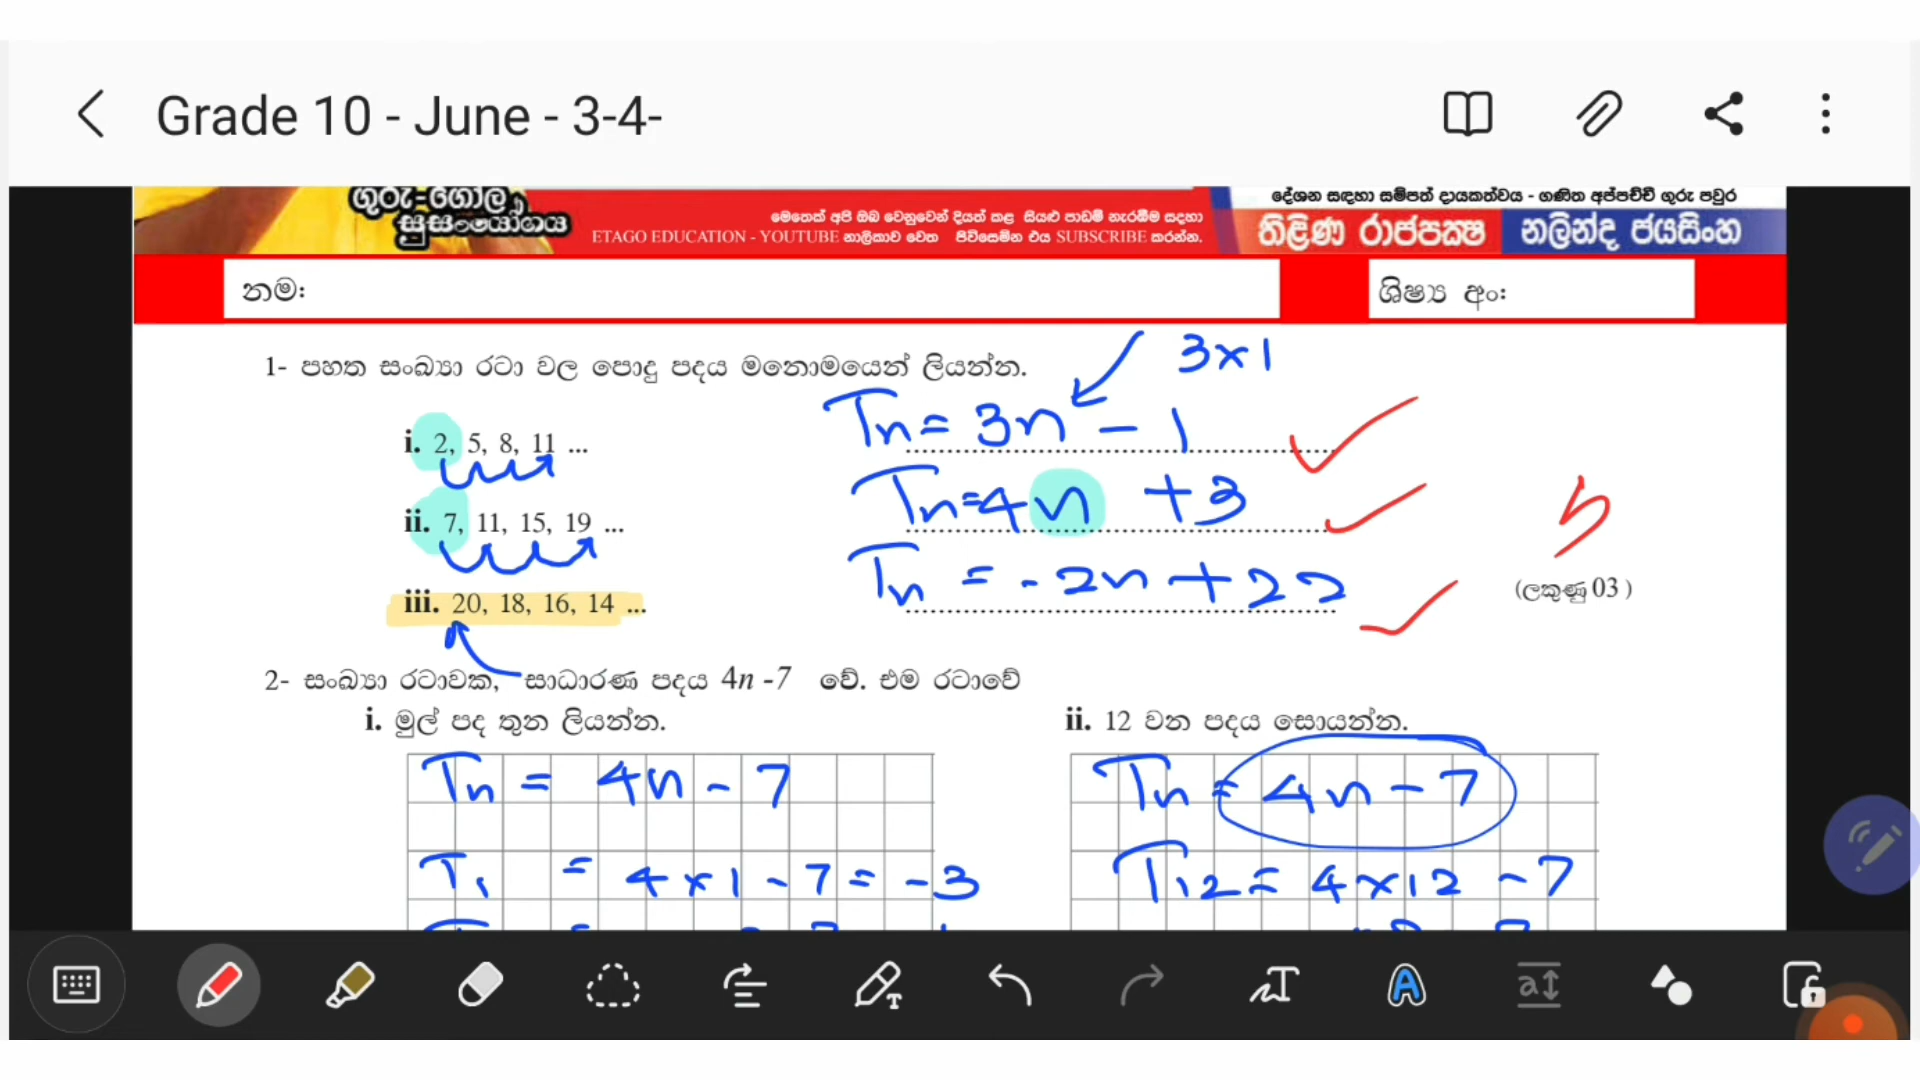 Grade 10 - June - 3-4-
ගුරු-ගෝල
සුසංයෝගය
මෙතෙක් අපි ඔබ වෙනුවෙන් දියත් කළ සියළු පාඩම් නැරඹීම සදහා
ETAGO EDUCATION - YOUTUBE නාලිකාව වෙත පිවිසෙමින් එය SUBSCRIBE කරන්න.
දේශන සඳහා සම්පත් දායකත්වය - ගණිත අප්පච්චි ගුරු පවුර
තිළිණ රාජපක්ෂ නලින්ද ජයසිංහ
නම: ශිෂ්‍ය අං:
1- පහත සංඛ්‍යා රටා වල පොදු පදය මනොමයෙන් ලියන්න.
3 × 1
i. 2, 5, 8, 11 ... Tn = 3n - 1
ii. 7, 11, 15, 19 ... Tn = 4n + 3
iii. 20, 18, 16, 14 ... Tn = -2n + 22
(ලකුණු 03 )
2- සංඛ්‍යා රටාවක, සාධාරණ පදය 4n -7 වේ. එම රටාවේ
i. මුල් පද තුන ලියන්න. ii. 12 වන පදය සොයන්න.
Tn = 4n - 7 Tn = 4n - 7
T1 = 4 × 1 - 7 = -3 T12 = 4 × 12 - 7